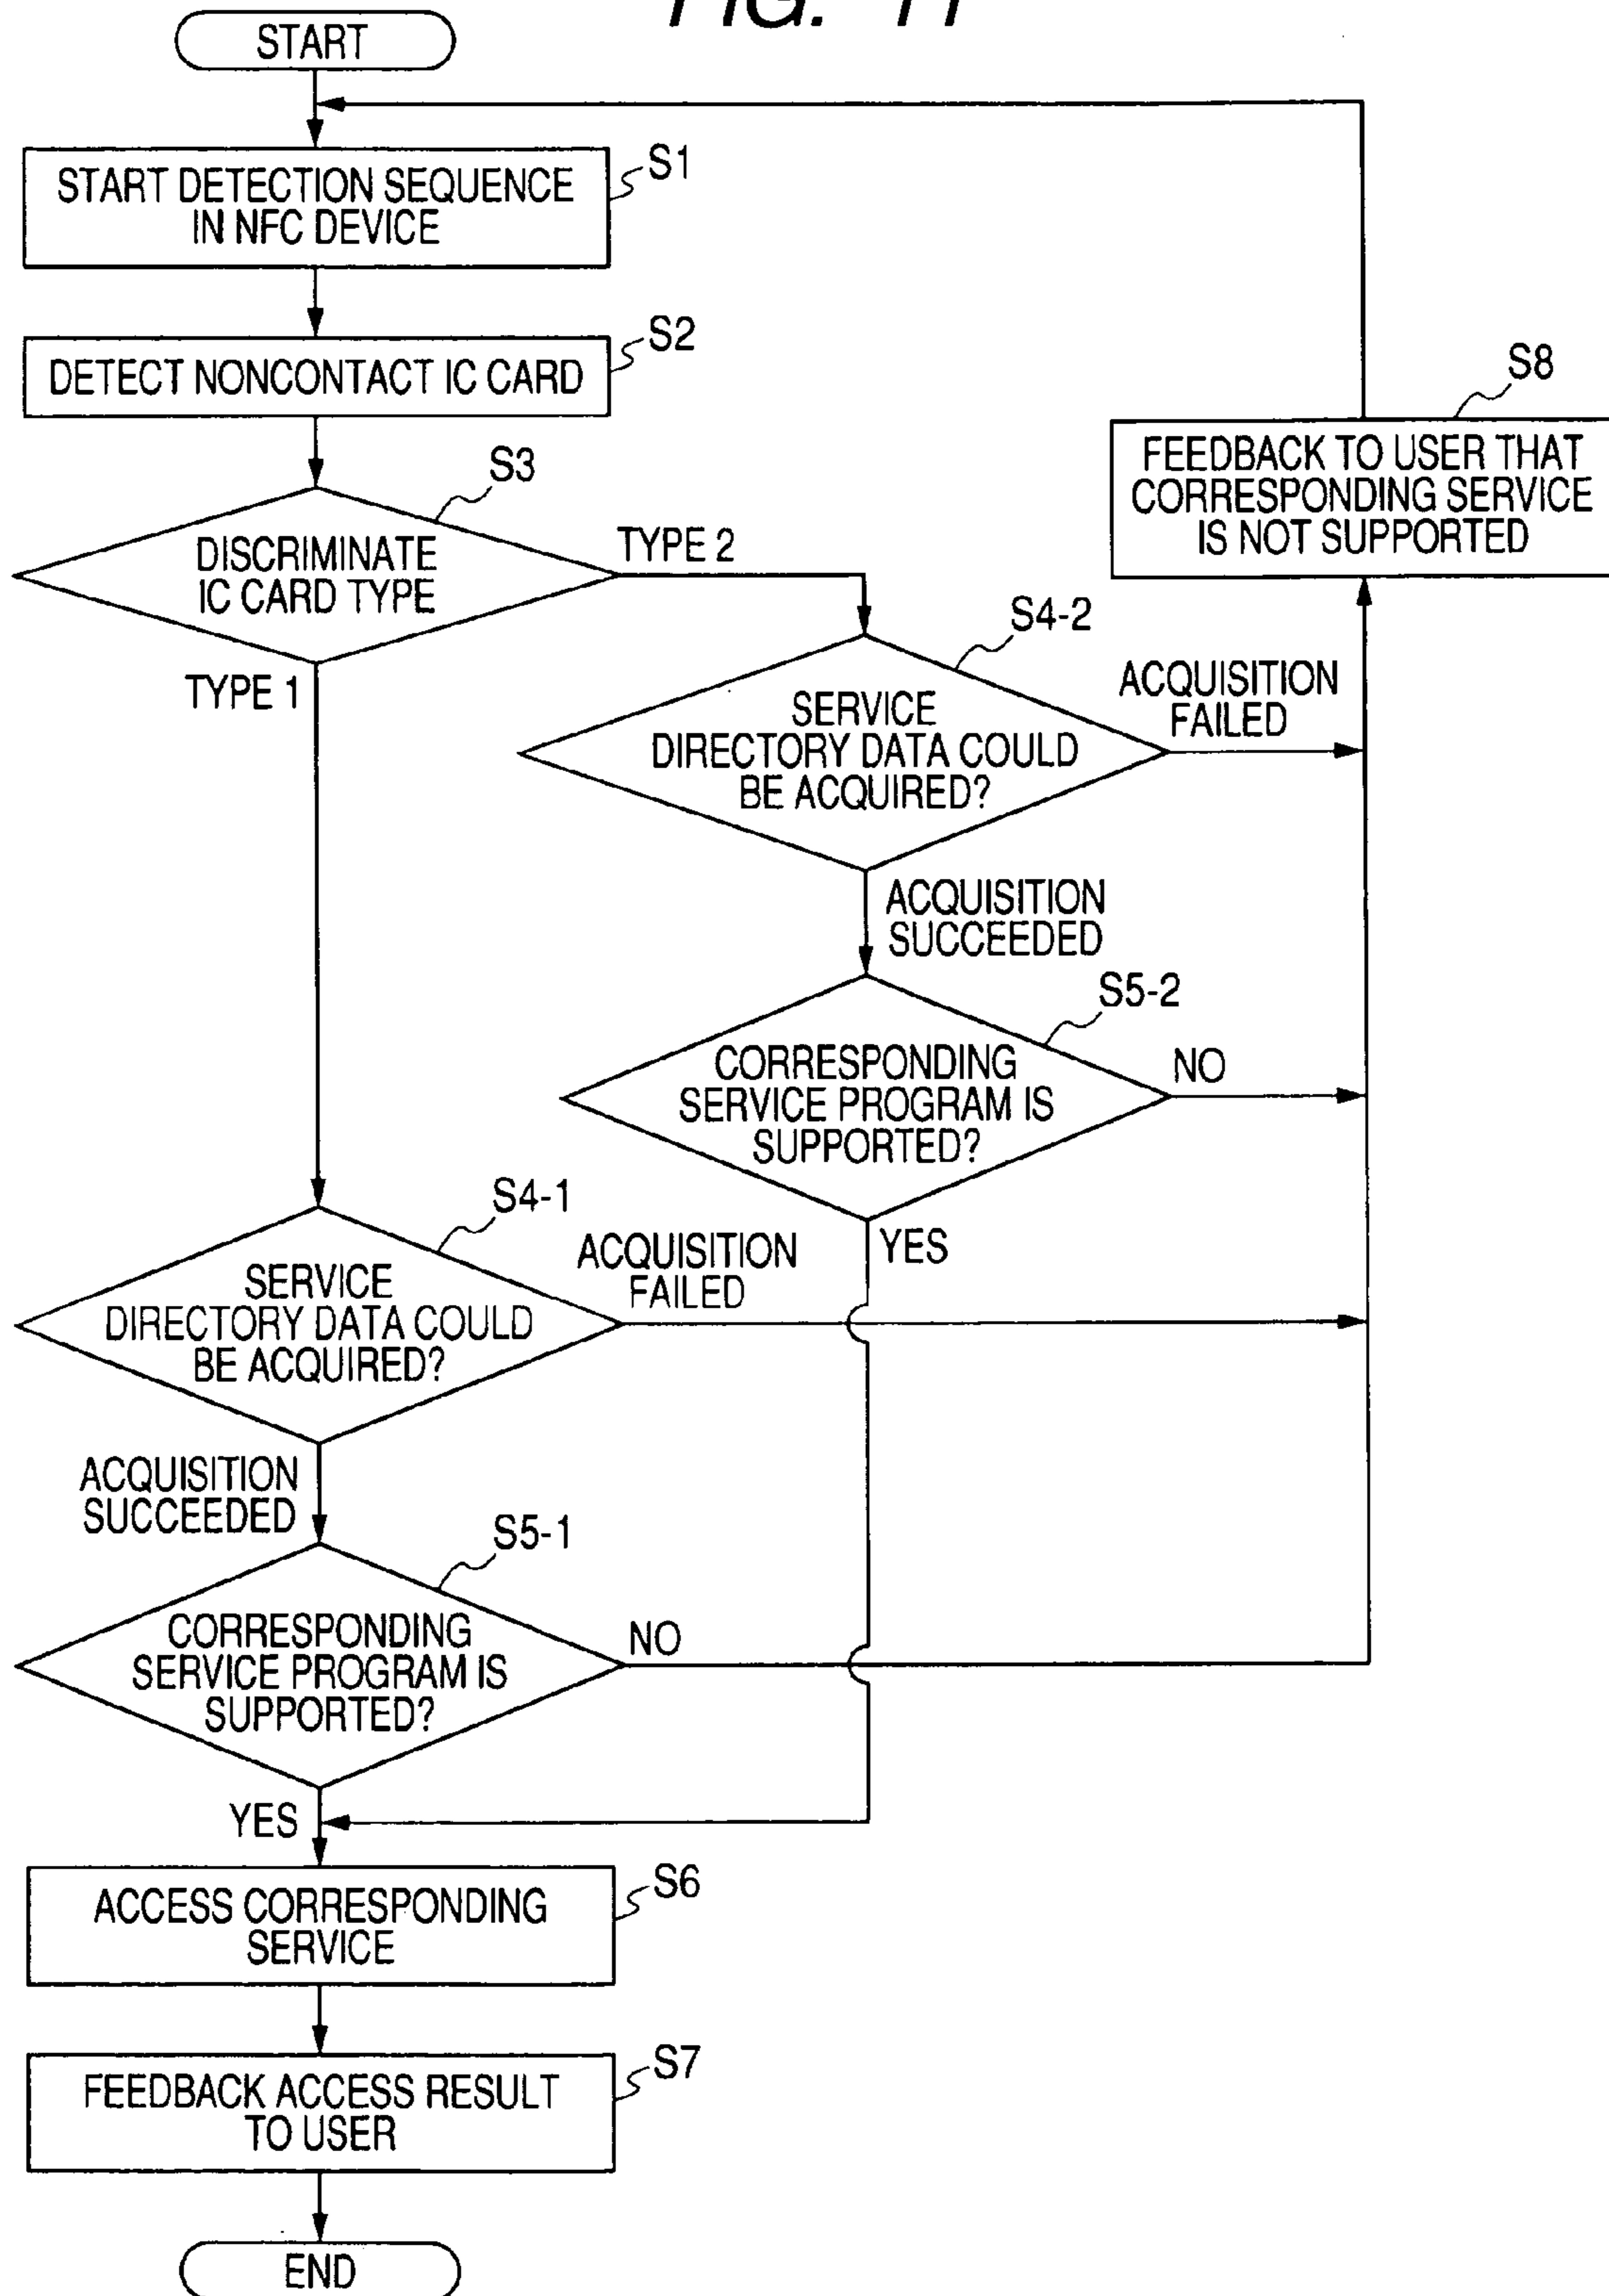 FIG. 11
START
START DETECTION SEQUENCE
IN NFC DEVICE
S1
DETECT NONCONTACT IC CARD
S2
S8
FEEDBACK TO USER THAT
CORRESPONDING SERVICE
IS NOT SUPPORTED
S3
DISCRIMINATE
IC CARD TYPE
TYPE 2
TYPE 1
S4-2
SERVICE
DIRECTORY DATA COULD
BE ACQUIRED?
ACQUISITION
FAILED
ACQUISITION
SUCCEEDED
S5-2
CORRESPONDING
SERVICE PROGRAM IS
SUPPORTED?
NO
YES
S4-1
SERVICE
DIRECTORY DATA COULD
BE ACQUIRED?
ACQUISITION
FAILED
ACQUISITION
SUCCEEDED
S5-1
CORRESPONDING
SERVICE PROGRAM IS
SUPPORTED?
NO
YES
ACCESS CORRESPONDING
SERVICE
S6
FEEDBACK ACCESS RESULT
TO USER
S7
END